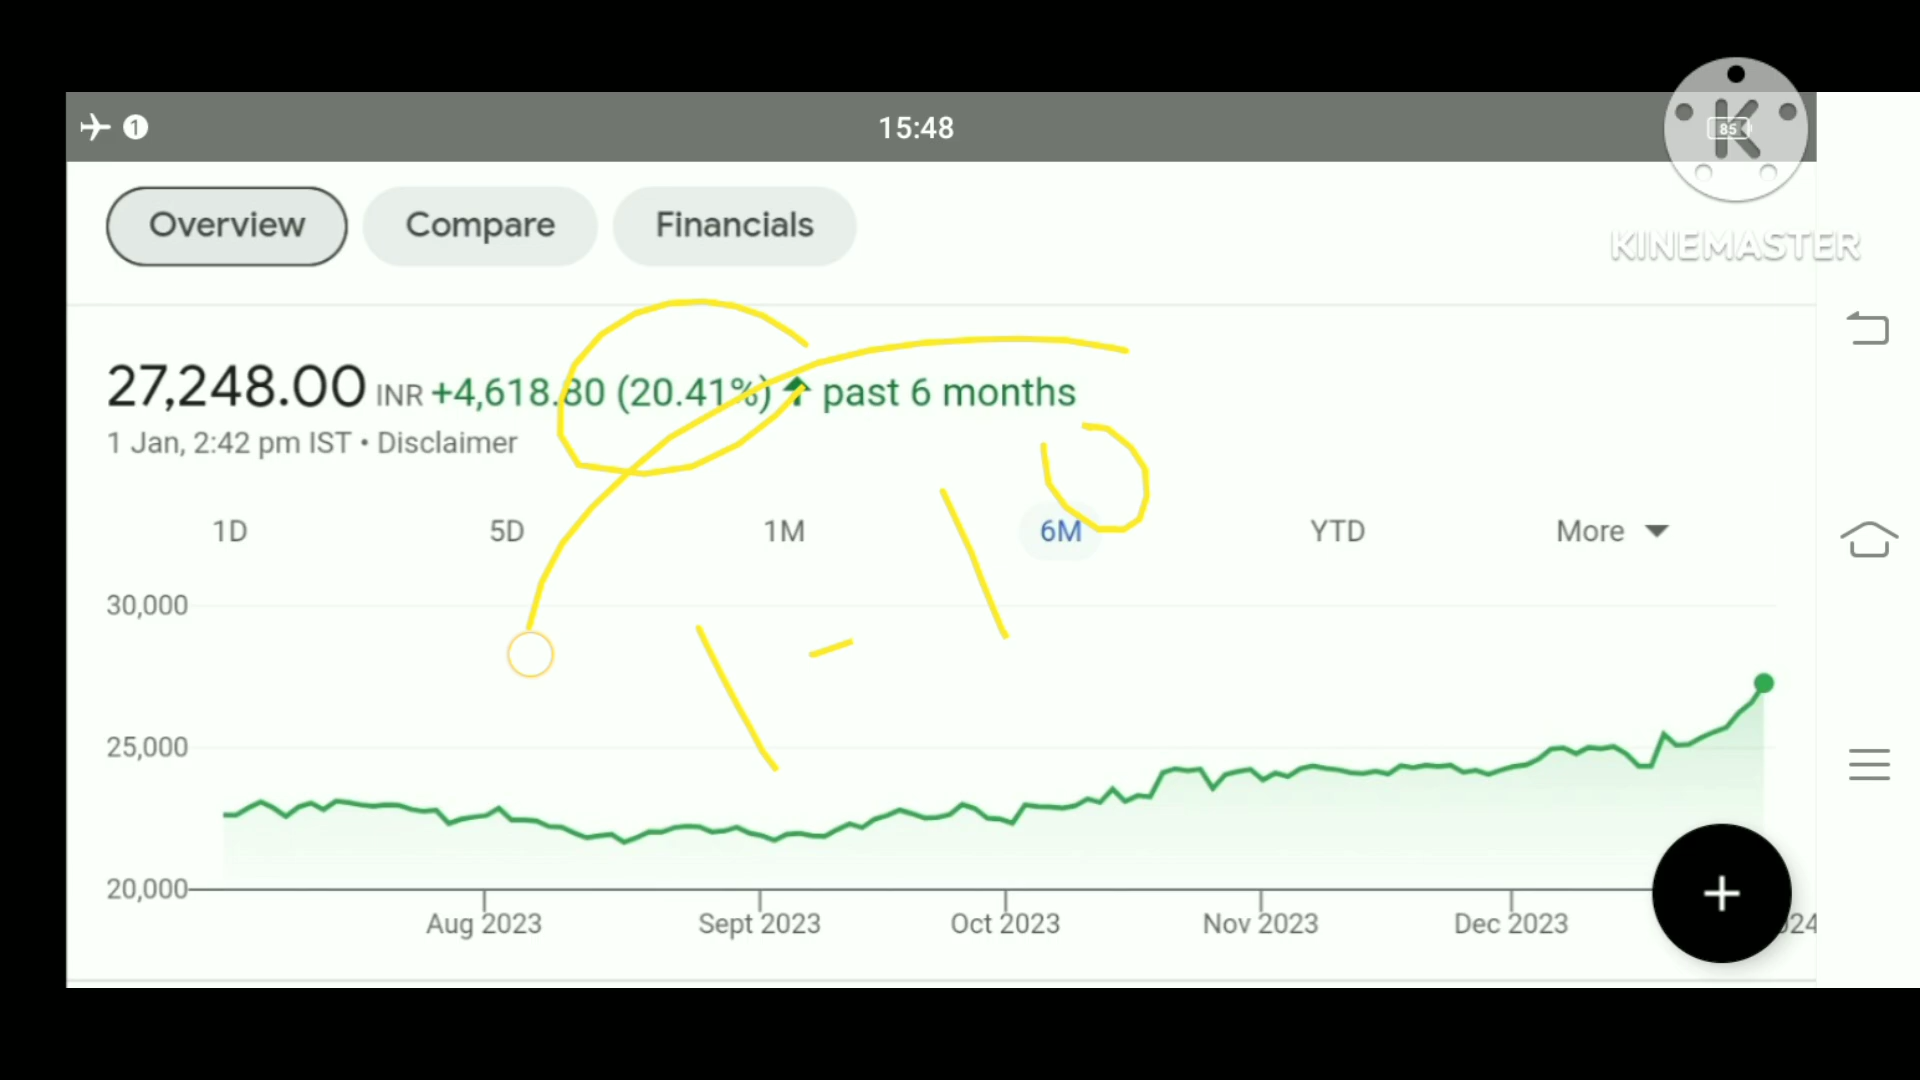 15:48
85
K
KINEMASTER
Overview Compare Financials
27,248.00 INR +4,618.80 (20.41%) ↑ past 6 months
1 Jan, 2:42 pm IST • Disclaimer
1D 5D 1M 6M YTD More
30,000
25,000
20,000
Aug 2023 Sept 2023 Oct 2023 Nov 2023 Dec 2023 024